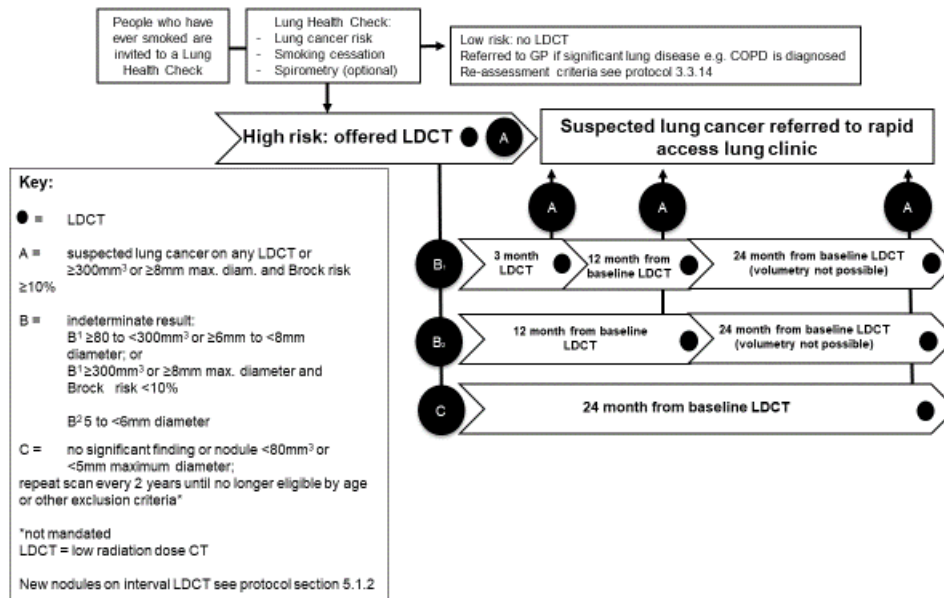 People who
have ever
smoked are
invited to a Lung
Health Check
Lung Health Check:
- Lung cancer risk
- Smoking cessation
- Spirometry (optional)
Low risk: no LDCT
Referred to GP if significant lung disease e.g. COPD is diagnosed
Re-assessment criteria see protocol 3.3.14
High risk: offered LDCT
A
Suspected lung cancer referred to rapid
access lung clinic
A
A
A
B₁
3 month
LDCT
12 month from
baseline LDCT
24 month from baseline LDCT
(volumetry not possible)
B₂
12 month from baseline
LDCT
24 month from baseline LDCT
(volumetry not possible)
C
24 month from baseline LDCT
Key:
● = LDCT
A = suspected lung cancer on any LDCT or
≥300mm³ or ≥8mm max. diam. and Brock risk
≥10%
B = indeterminate result:
B¹ ≥80 to <300mm³ or ≥6mm to <8mm
diameter; or
B¹ ≥300mm³ or ≥8mm max. diameter and
Brock risk <10%
B² 5 to <6mm diameter
C = no significant finding or nodule <80mm³ or
<5mm maximum diameter;
repeat scan every 2 years until no longer eligible by age
or other exclusion criteria*
*not mandated
LDCT = low radiation dose CT
New nodules on interval LDCT see protocol section 5.1.2